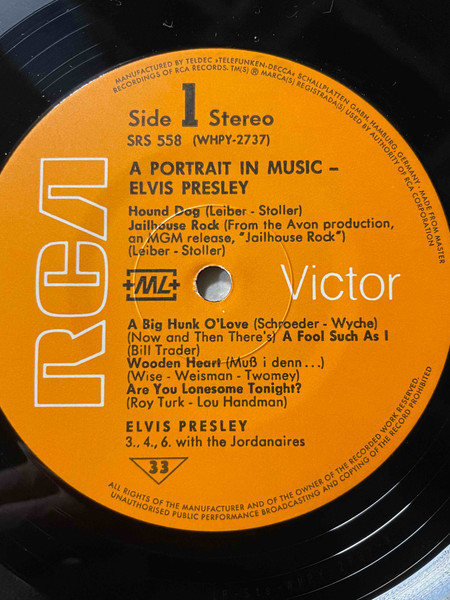 MANUFACTURED BY TELDEC »TELEFUNKEN-DECCA« SCHALLPLATTEN GMBH, HAMBURG, GERMANY · MADE FROM MASTER
RECORDINGS OF RCA RECORDS. TM(S) ® MARCA(S) REGISTRADA(S) USED BY AUTHORITY OF RCA CORPORATION
Side 1 Stereo
SRS 558 (WHPY-2737)
A PORTRAIT IN MUSIC –
ELVIS PRESLEY
Hound Dog (Leiber - Stoller)
Jailhouse Rock (From the Avon production,
an MGM release, "Jailhouse Rock")
(Leiber - Stoller)
RCA
+ML+
Victor
A Big Hunk O'Love (Schroeder - Wyche)
(Now and Then There's) A Fool Such As I
(Bill Trader)
Wooden Heart (Muß i denn ...)
(Wise - Weisman - Twomey)
Are You Lonesome Tonight?
(Roy Turk - Lou Handman)
ELVIS PRESLEY
3., 4., 6. with the Jordanaires
33
ALL RIGHTS OF THE MANUFACTURER AND OF THE OWNER OF THE RECORDED WORK RESERVED.
UNAUTHORISED PUBLIC PERFORMANCE BROADCASTING AND COPYING OF THE RECORD PROHIBITED